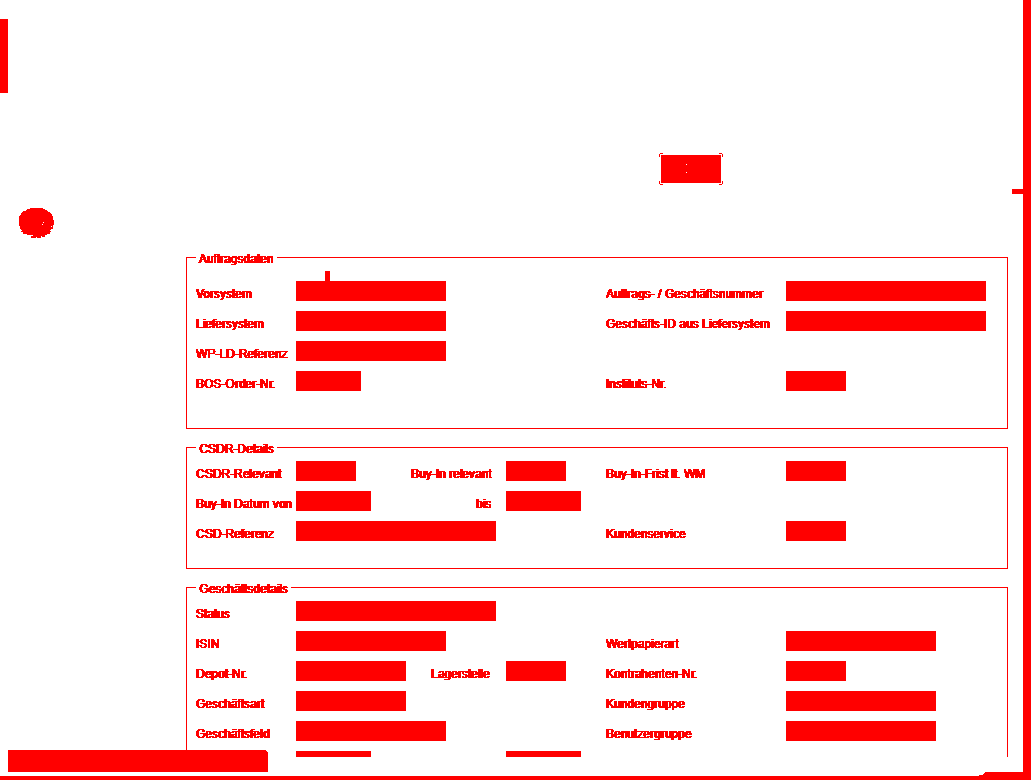 Auftragsdaten
Vorsystem Auftrags- / Geschäftsnummer
Liefersystem Geschäfts-ID aus Liefersystem
WP-LD-Referenz
BOS-Order-Nr. Instituts-Nr.
CSDR-Details
CSDR-Relevant Buy-In relevant Buy-In-Frist lt. WM
Buy-In Datum von bis
CSD-Referenz Kundenservice
Geschäftsdetails
Status
ISIN Wertpapierart
Depot-Nr. Lagerstelle Kontrahenten-Nr.
Geschäftsart Kundengruppe
Geschäftsfeld Benutzergruppe